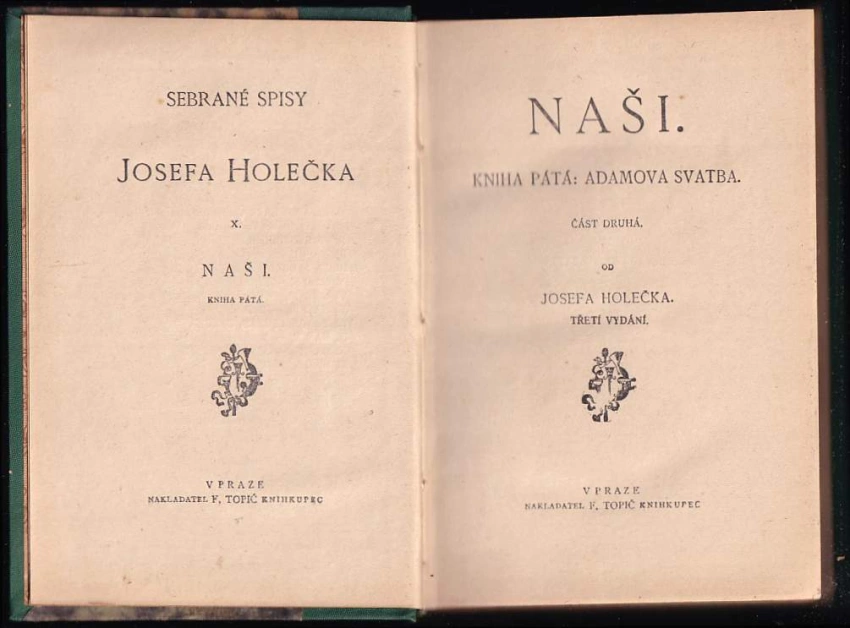 SEBRANÉ SPISY
JOSEFA HOLEČKA
X.
NAŠI.
KNIHA PÁTÁ.
V PRAZE
NAKLADATEL F. TOPIČ KNIHKUPEC
NAŠI.
KNIHA PÁTÁ: ADAMOVA SVATBA.
ČÁST DRUHÁ.
OD
JOSEFA HOLEČKA.
TŘETÍ VYDÁNÍ.
V PRAZE
NAKLADATEL F. TOPIČ KNIHKUPEC